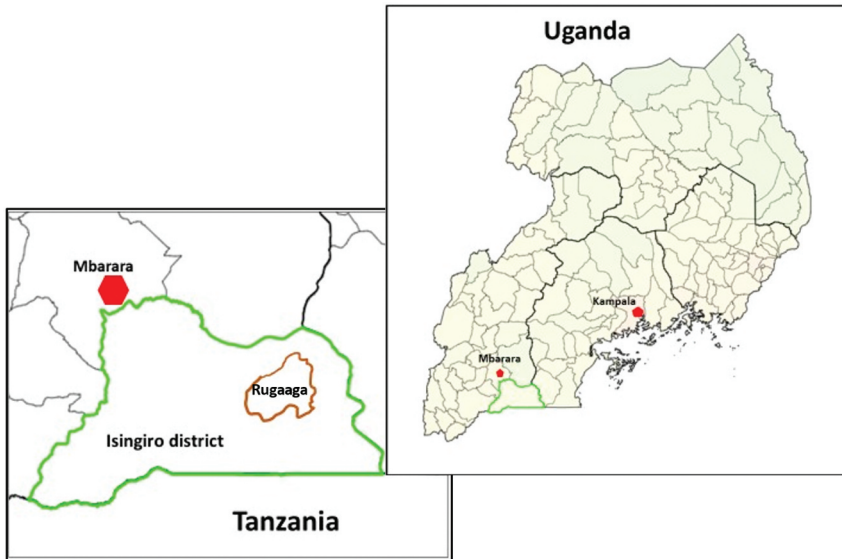 Uganda
Kampala
Mbarara
Mbarara
Rugaaga
Isingiro district
Tanzania